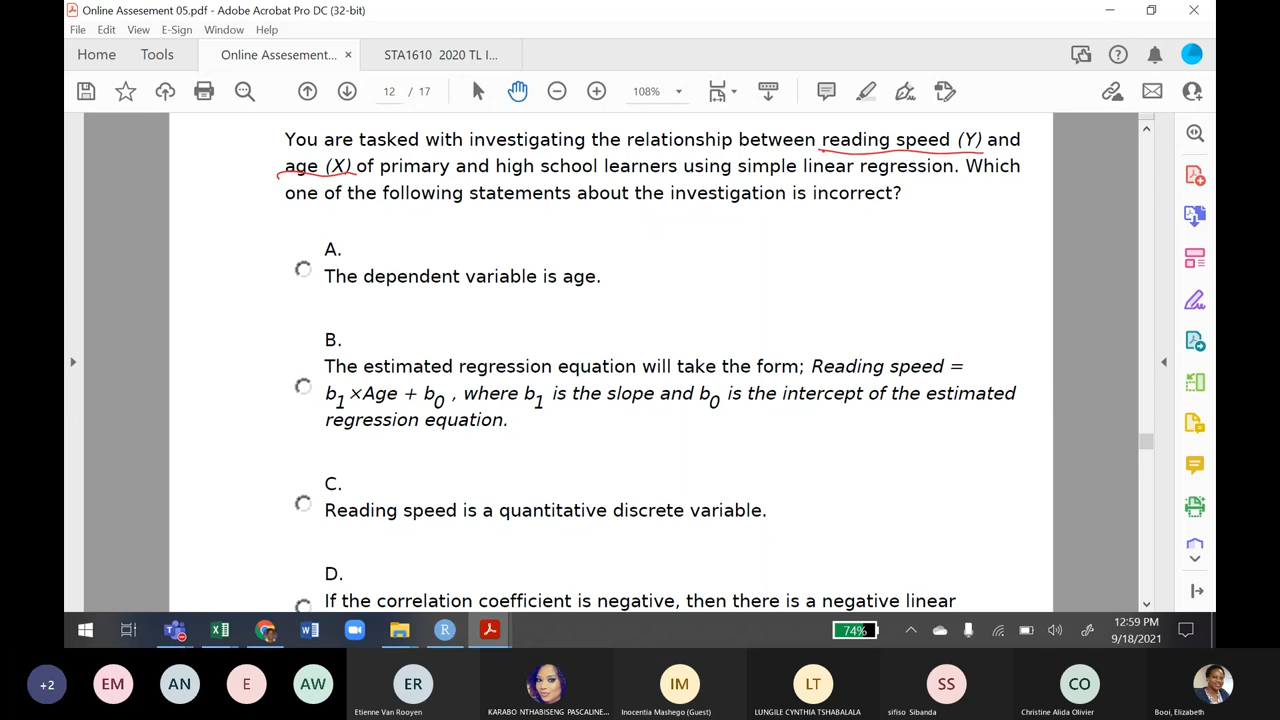 Online Assesement 05.pdf - Adobe Acrobat Pro DC (32-bit)
File Edit View E-Sign Window Help
Home Tools Online Assesement... × STA1610 2020 TL I...
12 / 17 108%
You are tasked with investigating the relationship between reading speed (Y) and
age (X) of primary and high school learners using simple linear regression. Which
one of the following statements about the investigation is incorrect?
A.
The dependent variable is age.
B.
The estimated regression equation will take the form; Reading speed =
b1×Age + b0 , where b1 is the slope and b0 is the intercept of the estimated
regression equation.
C.
Reading speed is a quantitative discrete variable.
D.
If the correlation coefficient is negative, then there is a negative linear
74%
12:59 PM
9/18/2021
+2 EM AN E AW ER IM LT SS CO
Etienne Van Rooyen KARABO NTHABISENG PASCALINE... Inocentia Mashego (Guest) LUNGILE CYNTHIA TSHABALALA sifiso Sibanda Christine Alida Olivier Booi, Elizabeth